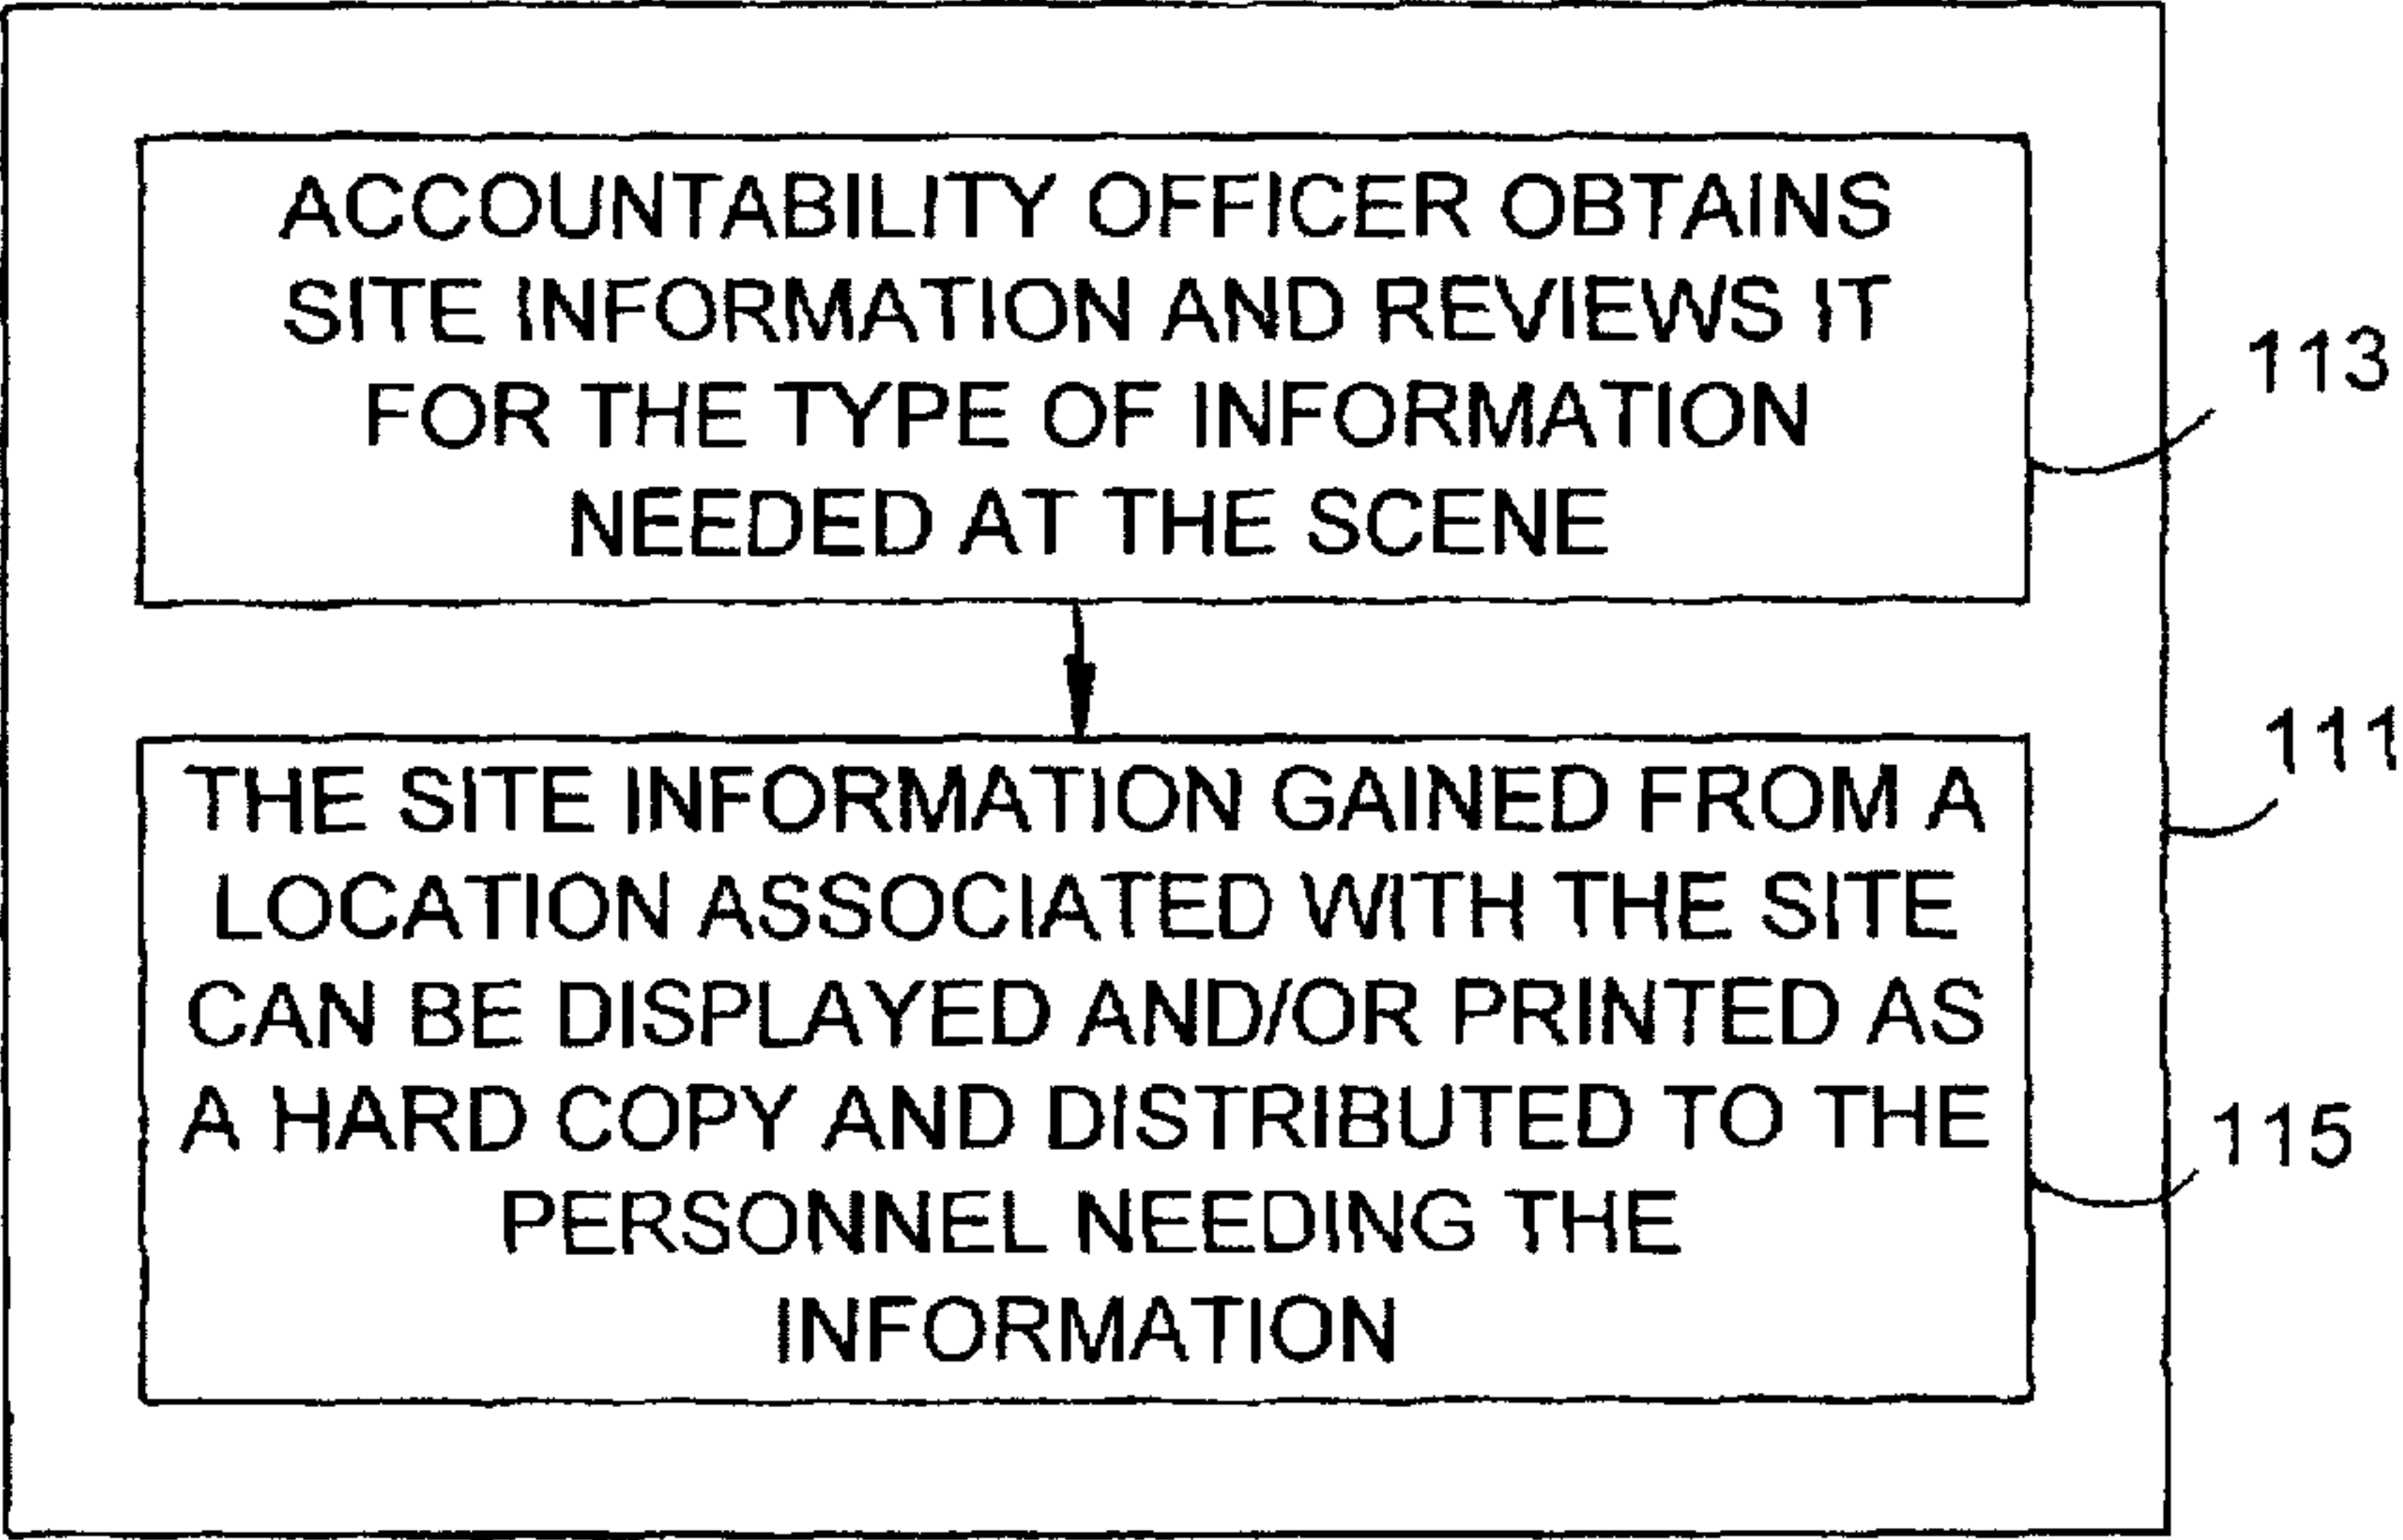 ACCOUNTABILITY OFFICER OBTAINS
SITE INFORMATION AND REVIEWS IT
FOR THE TYPE OF INFORMATION
NEEDED AT THE SCENE
113
THE SITE INFORMATION GAINED FROM A
LOCATION ASSOCIATED WITH THE SITE
CAN BE DISPLAYED AND/OR PRINTED AS
A HARD COPY AND DISTRIBUTED TO THE
PERSONNEL NEEDING THE
INFORMATION
111
115